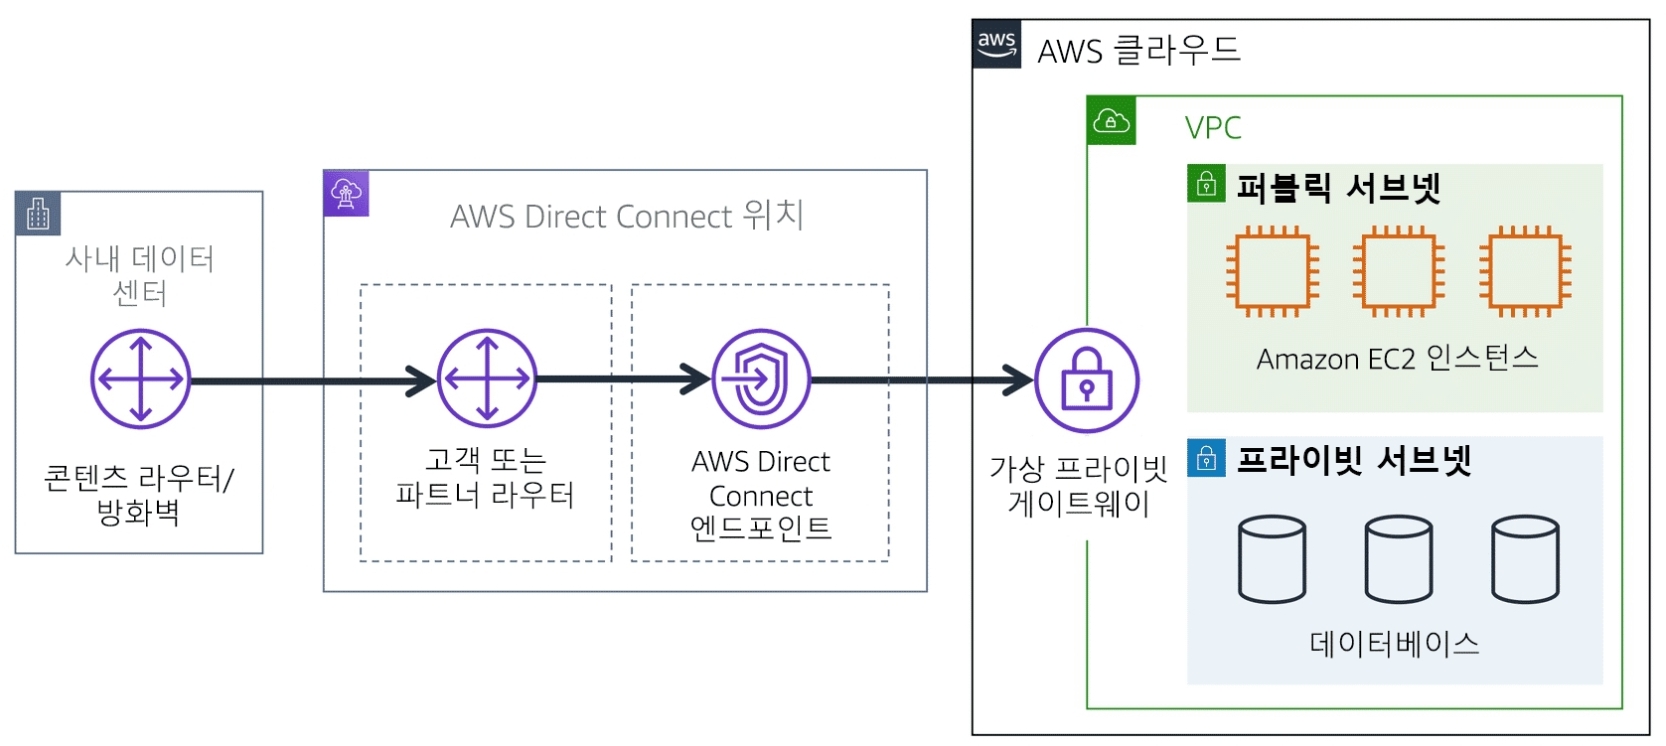 aws
AWS 클라우드
VPC
퍼블릭 서브넷
Amazon EC2 인스턴스
프라이빗 서브넷
데이터베이스
가상 프라이빗
게이트웨이
AWS Direct Connect 위치
고객 또는
파트너 라우터
AWS Direct
Connect
엔드포인트
사내 데이터
센터
콘텐츠 라우터/
방화벽